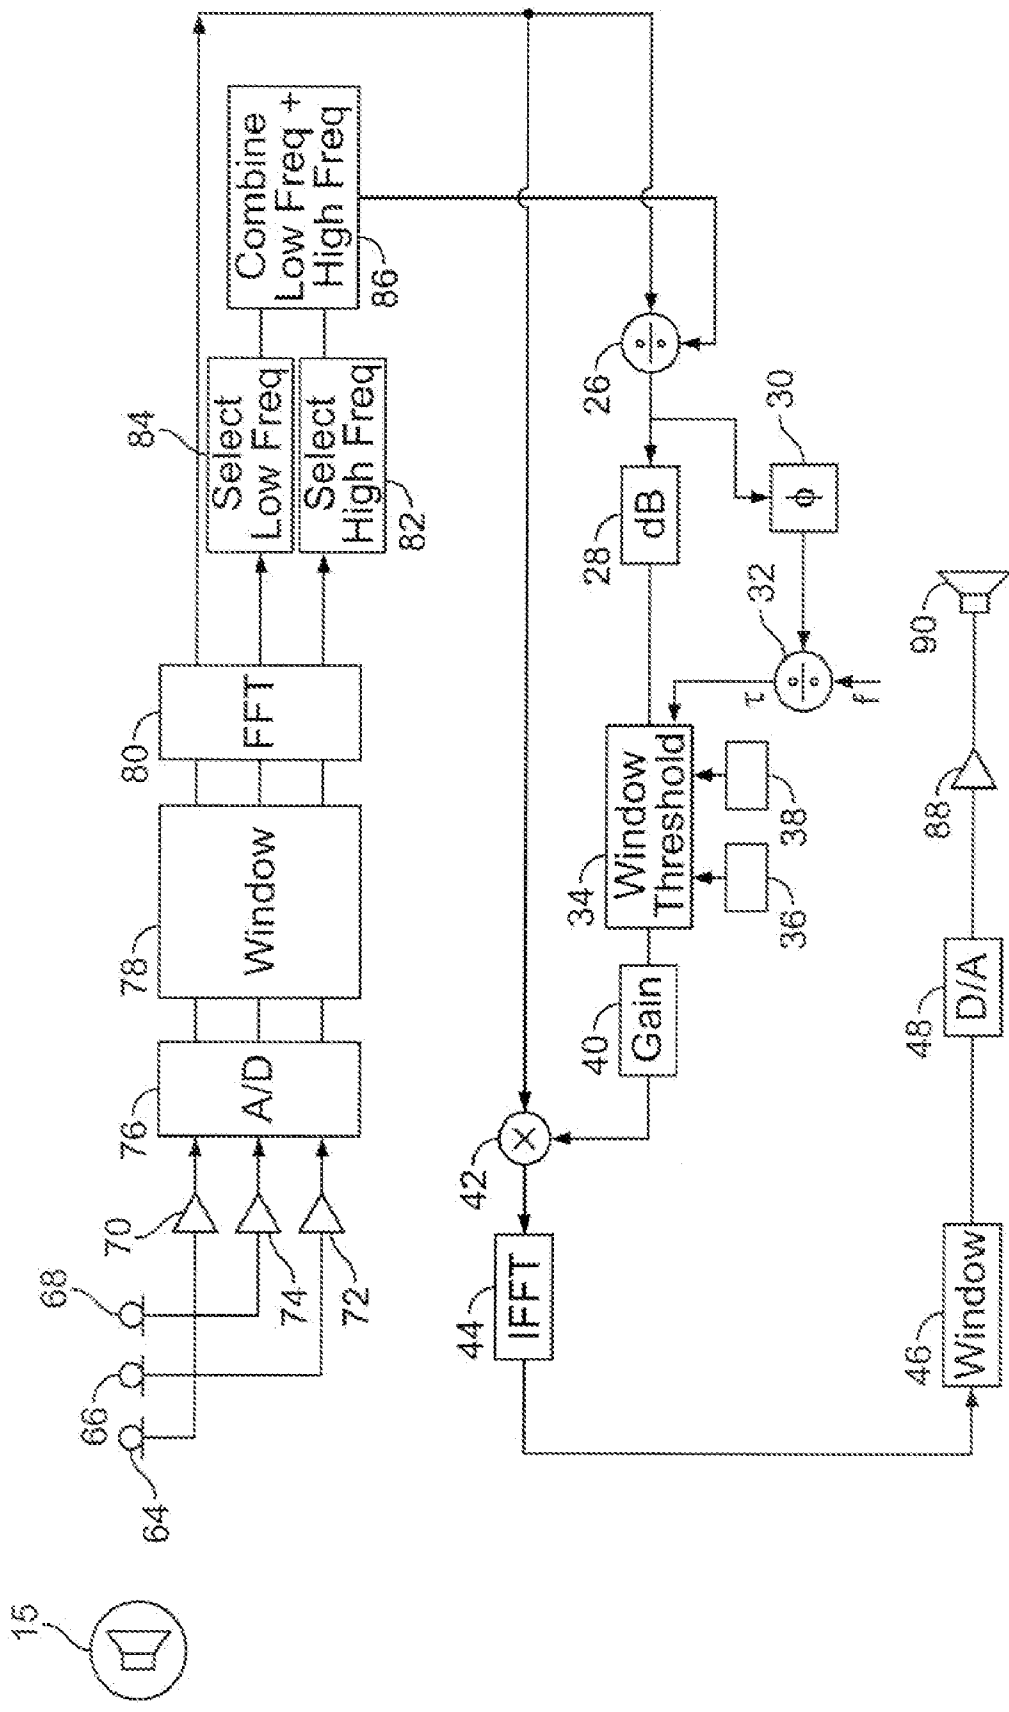 15
64
66
68
70
74
72
76
A/D
78
Window
80
FFT
84
Select
Low Freq
Select
High Freq
82
Combine
Low Freq +
High Freq
86
26
÷
28
dB
30
ϕ
32
÷
τ
f
34
Window
Threshold
36
38
40
Gain
42
×
44
IFFT
46
Window
48
D/A
88
90